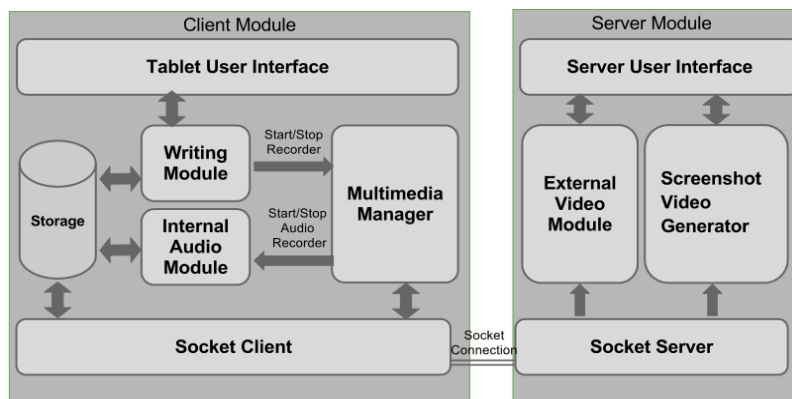 Client Module
Tablet User Interface
Start/Stop
Recorder
Writing
Module
Multimedia
Manager
Storage
Start/Stop
Audio
Recorder
Internal
Audio
Module
Socket Client
Socket
Connection
Server Module
Server User Interface
External
Video
Module
Screenshot
Video
Generator
Socket Server